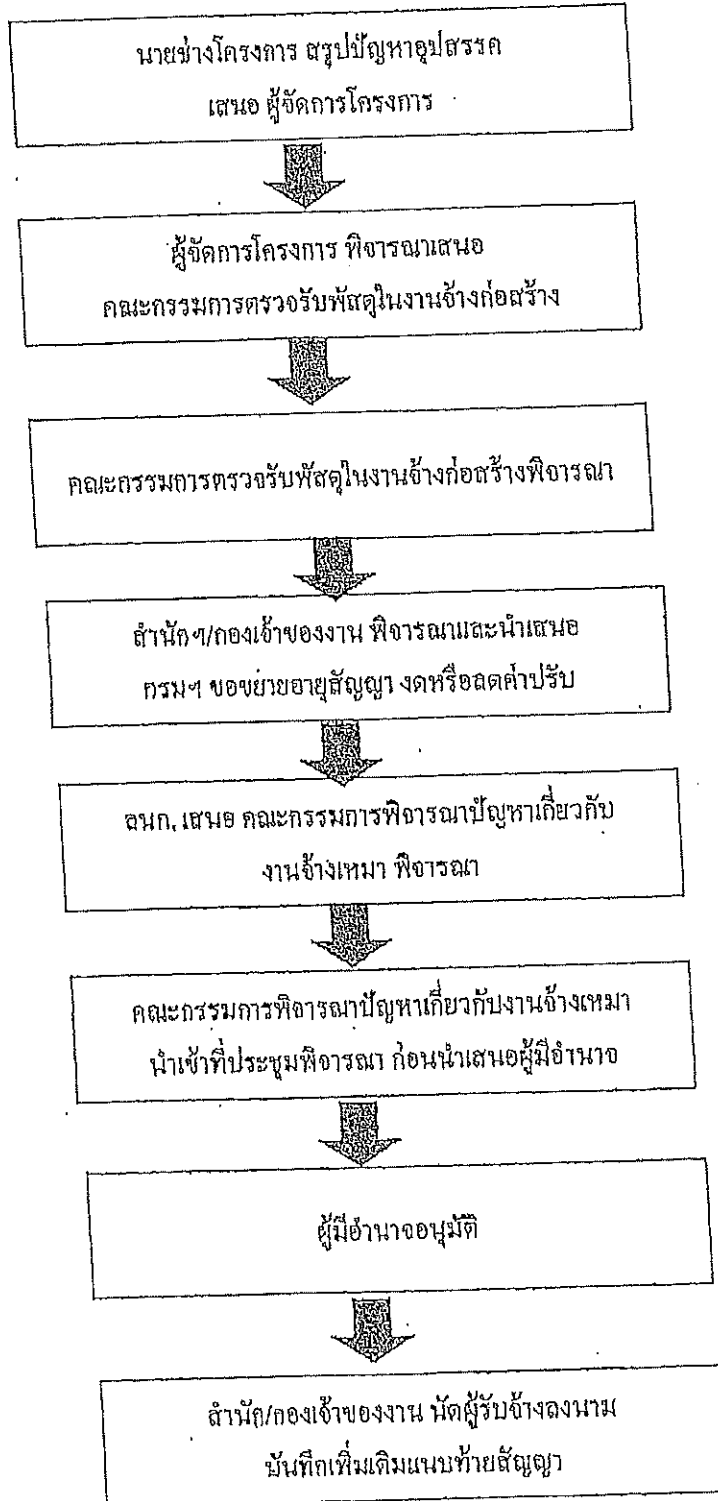 นายช่างโครงการ สรุปปัญหาอุปสรรค
เสนอ ผู้จัดการโครงการ
ผู้จัดการโครงการ พิจารณาเสนอ
คณะกรรมการตรวจรับพัสดุในงานจ้างก่อสร้าง
คณะกรรมการตรวจรับพัสดุในงานจ้างก่อสร้างพิจารณา
สำนักฯ/กองเจ้าของงาน พิจารณาและนำเสนอ
กรมฯ ขอขยายอายุสัญญา งดหรือลดค่าปรับ
ลนก. เสนอ คณะกรรมการพิจารณาปัญหาเกี่ยวกับ
งานจ้างเหมา พิจารณา
คณะกรรมการพิจารณาปัญหาเกี่ยวกับงานจ้างเหมา
นำเข้าที่ประชุมพิจารณา ก่อนนำเสนอผู้มีอำนาจ
ผู้มีอำนาจอนุมัติ
สำนัก/กองเจ้าของงาน นัดผู้รับจ้างลงนาม
บันทึกเพิ่มเติมแนบท้ายสัญญา